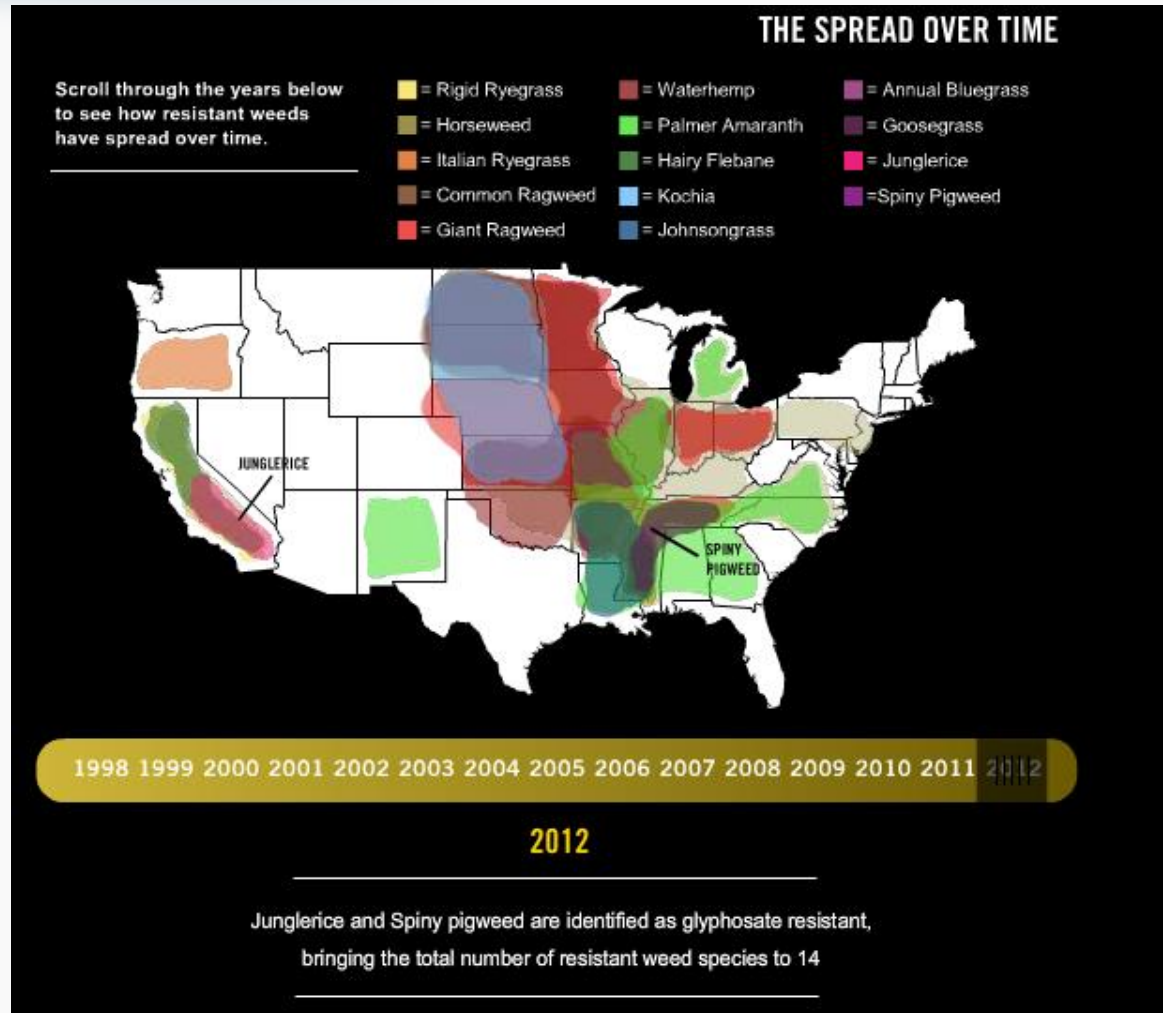 THE SPREAD OVER TIME
Scroll through the years below
to see how resistant weeds
have spread over time.
= Rigid Ryegrass
= Horseweed
= Italian Ryegrass
= Common Ragweed
= Giant Ragweed
= Waterhemp
= Palmer Amaranth
= Hairy Flebane
= Kochia
= Johnsongrass
= Annual Bluegrass
= Goosegrass
= Junglerice
=Spiny Pigweed
JUNGLERICE
SPINY
PIGWEED
1998 1999 2000 2001 2002 2003 2004 2005 2006 2007 2008 2009 2010 2011 2012
2012
Junglerice and Spiny pigweed are identified as glyphosate resistant,
bringing the total number of resistant weed species to 14